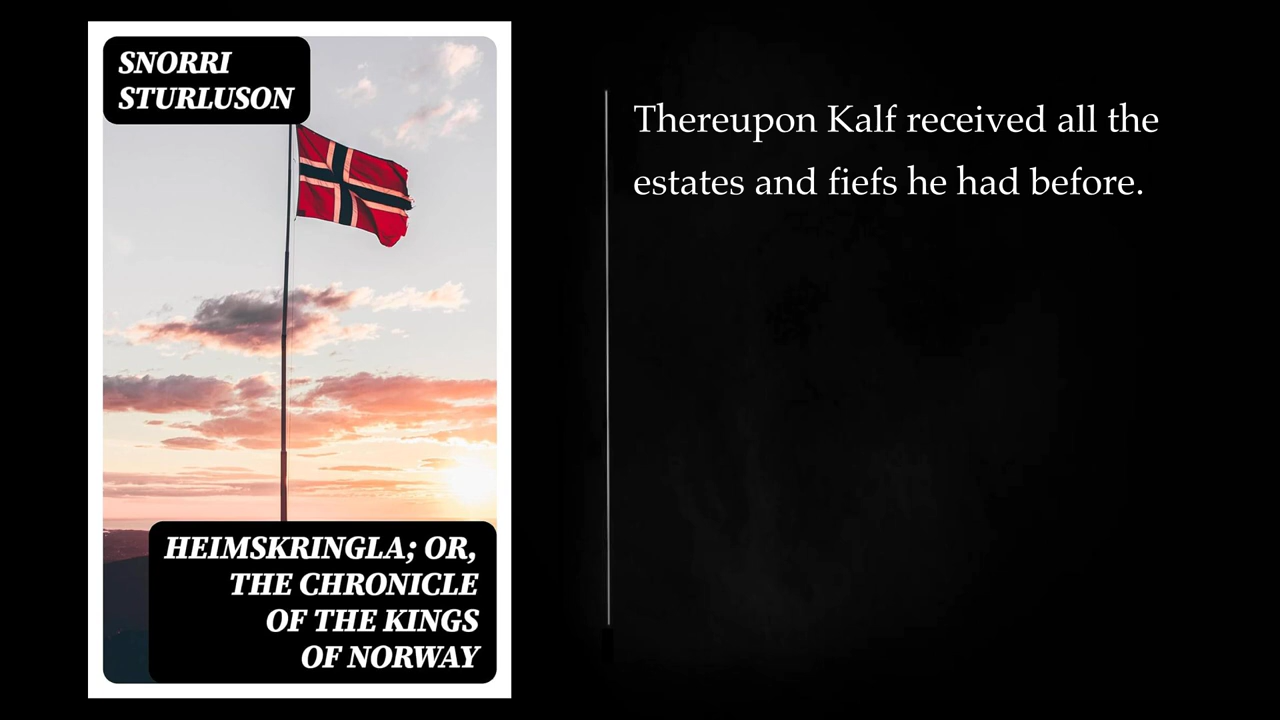 SNORRI
STURLUSON
HEIMSKRINGLA; OR,
THE CHRONICLE
OF THE KINGS
OF NORWAY
Thereupon Kalf received all the
estates and fiefs he had before.